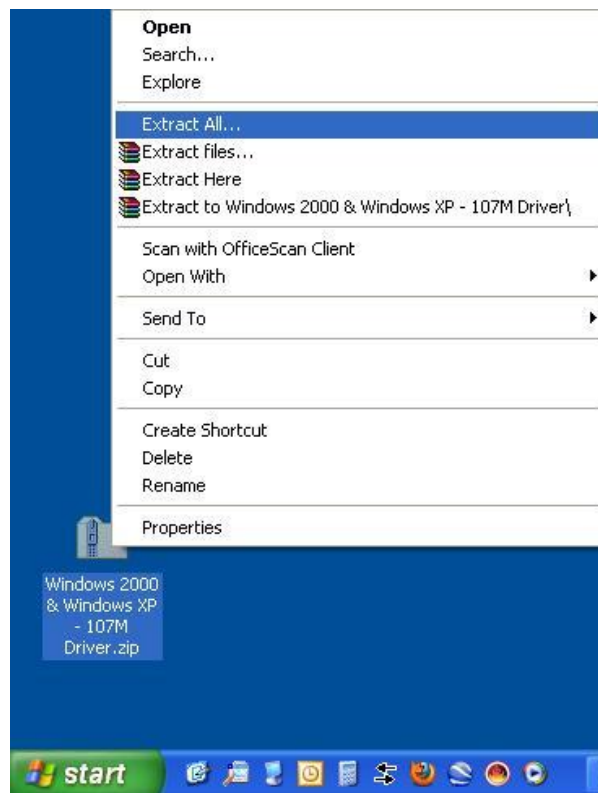 Open
Search...
Explore
Extract All...
Extract files...
Extract Here
Extract to Windows 2000 & Windows XP - 107M Driver\
Scan with OfficeScan Client
Open With
Send To
Cut
Copy
Create Shortcut
Delete
Rename
Properties
Windows 2000
& Windows XP
- 107M
Driver.zip
start